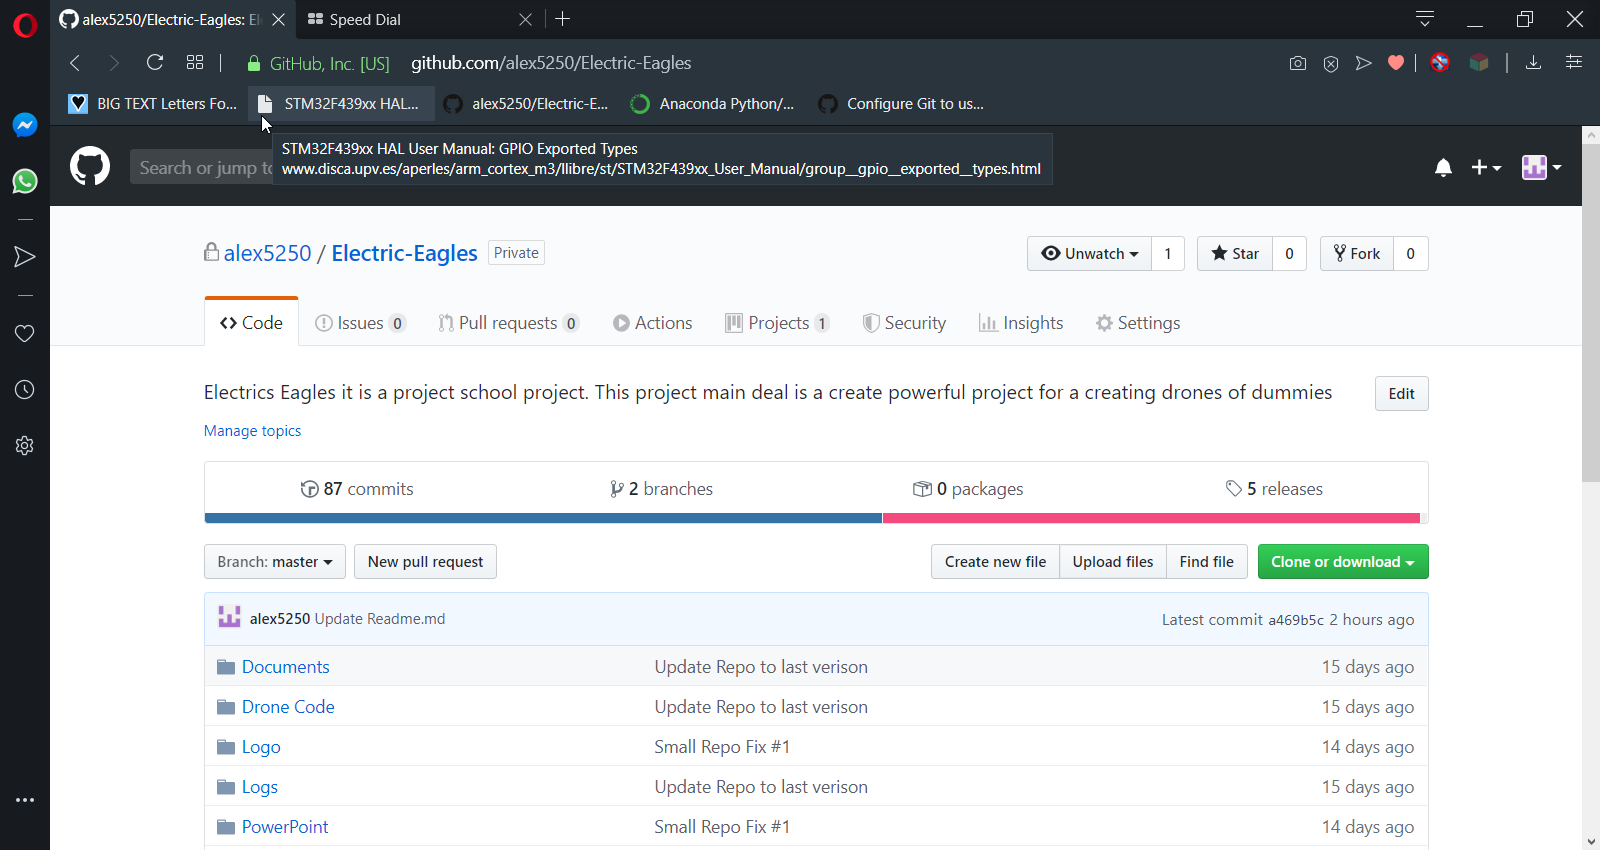 alex5250/Electric-Eagles: El
Speed Dial
GitHub, Inc. [US] github.com/alex5250/Electric-Eagles
BIG TEXT Letters Fo...
STM32F439xx HAL...
alex5250/Electric-E...
Anaconda Python/...
Configure Git to us...
STM32F439xx HAL User Manual: GPIO Exported Types
www.disca.upv.es/aperles/arm_cortex_m3/llibre/st/STM32F439xx_User_Manual/group__gpio__exported__types.html
Search or jump to
alex5250 / Electric-Eagles Private
Unwatch 1 Star 0 Fork 0
Code Issues 0 Pull requests 0 Actions Projects 1 Security Insights Settings
Electrics Eagles it is a project school project. This project main deal is a create powerful project for a creating drones of dummies
Edit
Manage topics
87 commits 2 branches 0 packages 5 releases
Branch: master New pull request Create new file Upload files Find file Clone or download
alex5250 Update Readme.md Latest commit a469b5c 2 hours ago
Documents Update Repo to last verison 15 days ago
Drone Code Update Repo to last verison 15 days ago
Logo Small Repo Fix #1 14 days ago
Logs Update Repo to last verison 15 days ago
PowerPoint Small Repo Fix #1 14 days ago